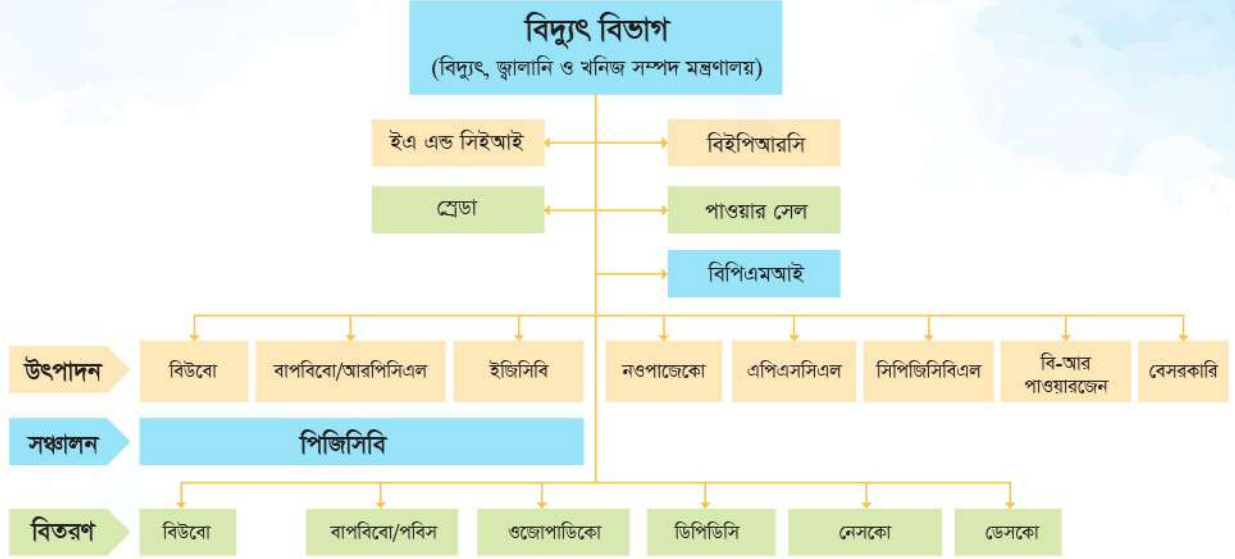 বিদ্যুৎ বিভাগ
(বিদ্যুৎ, জ্বালানি ও খনিজ সম্পদ মন্ত্রণালয়)
ইএ এন্ড সিইআই
বিইপিআরসি
স্রেডা
পাওয়ার সেল
বিপিএমআই
উৎপাদন
বিউবো
বাপবিবো/আরপিসিএল
ইজিসিবি
নওপাজেকো
এপিএসসিএল
সিপিজিসিবিএল
বি-আর
পাওয়ারজেন
বেসরকারি
সঞ্চালন
পিজিসিবি
বিতরণ
বিউবো
বাপবিবো/পবিস
ওজোপাডিকো
ডিপিডিসি
নেসকো
ডেসকো